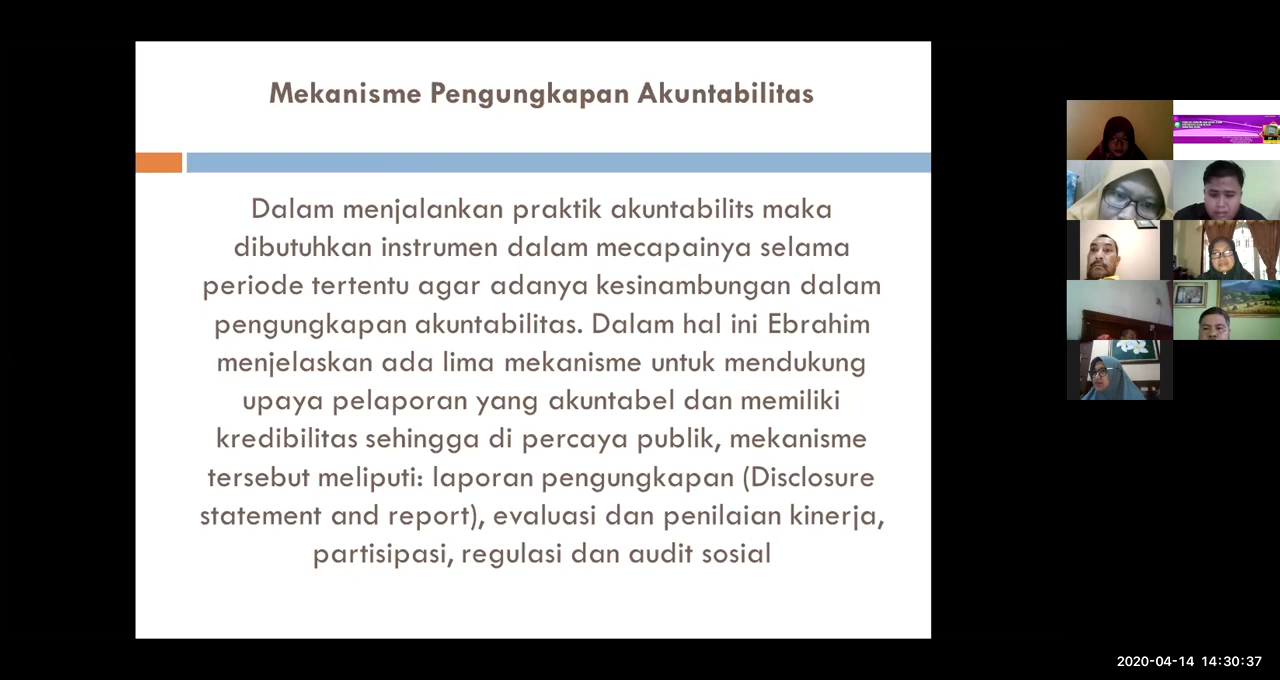 Mekanisme Pengungkapan Akuntabilitas
Dalam menjalankan praktik akuntabilits maka
dibutuhkan instrumen dalam mecapainya selama
periode tertentu agar adanya kesinambungan dalam
pengungkapan akuntabilitas. Dalam hal ini Ebrahim
menjelaskan ada lima mekanisme untuk mendukung
upaya pelaporan yang akuntabel dan memiliki
kredibilitas sehingga di percaya publik, mekanisme
tersebut meliputi: laporan pengungkapan (Disclosure
statement and report), evaluasi dan penilaian kinerja,
partisipasi, regulasi dan audit sosial
2020-04-14 14:30:37